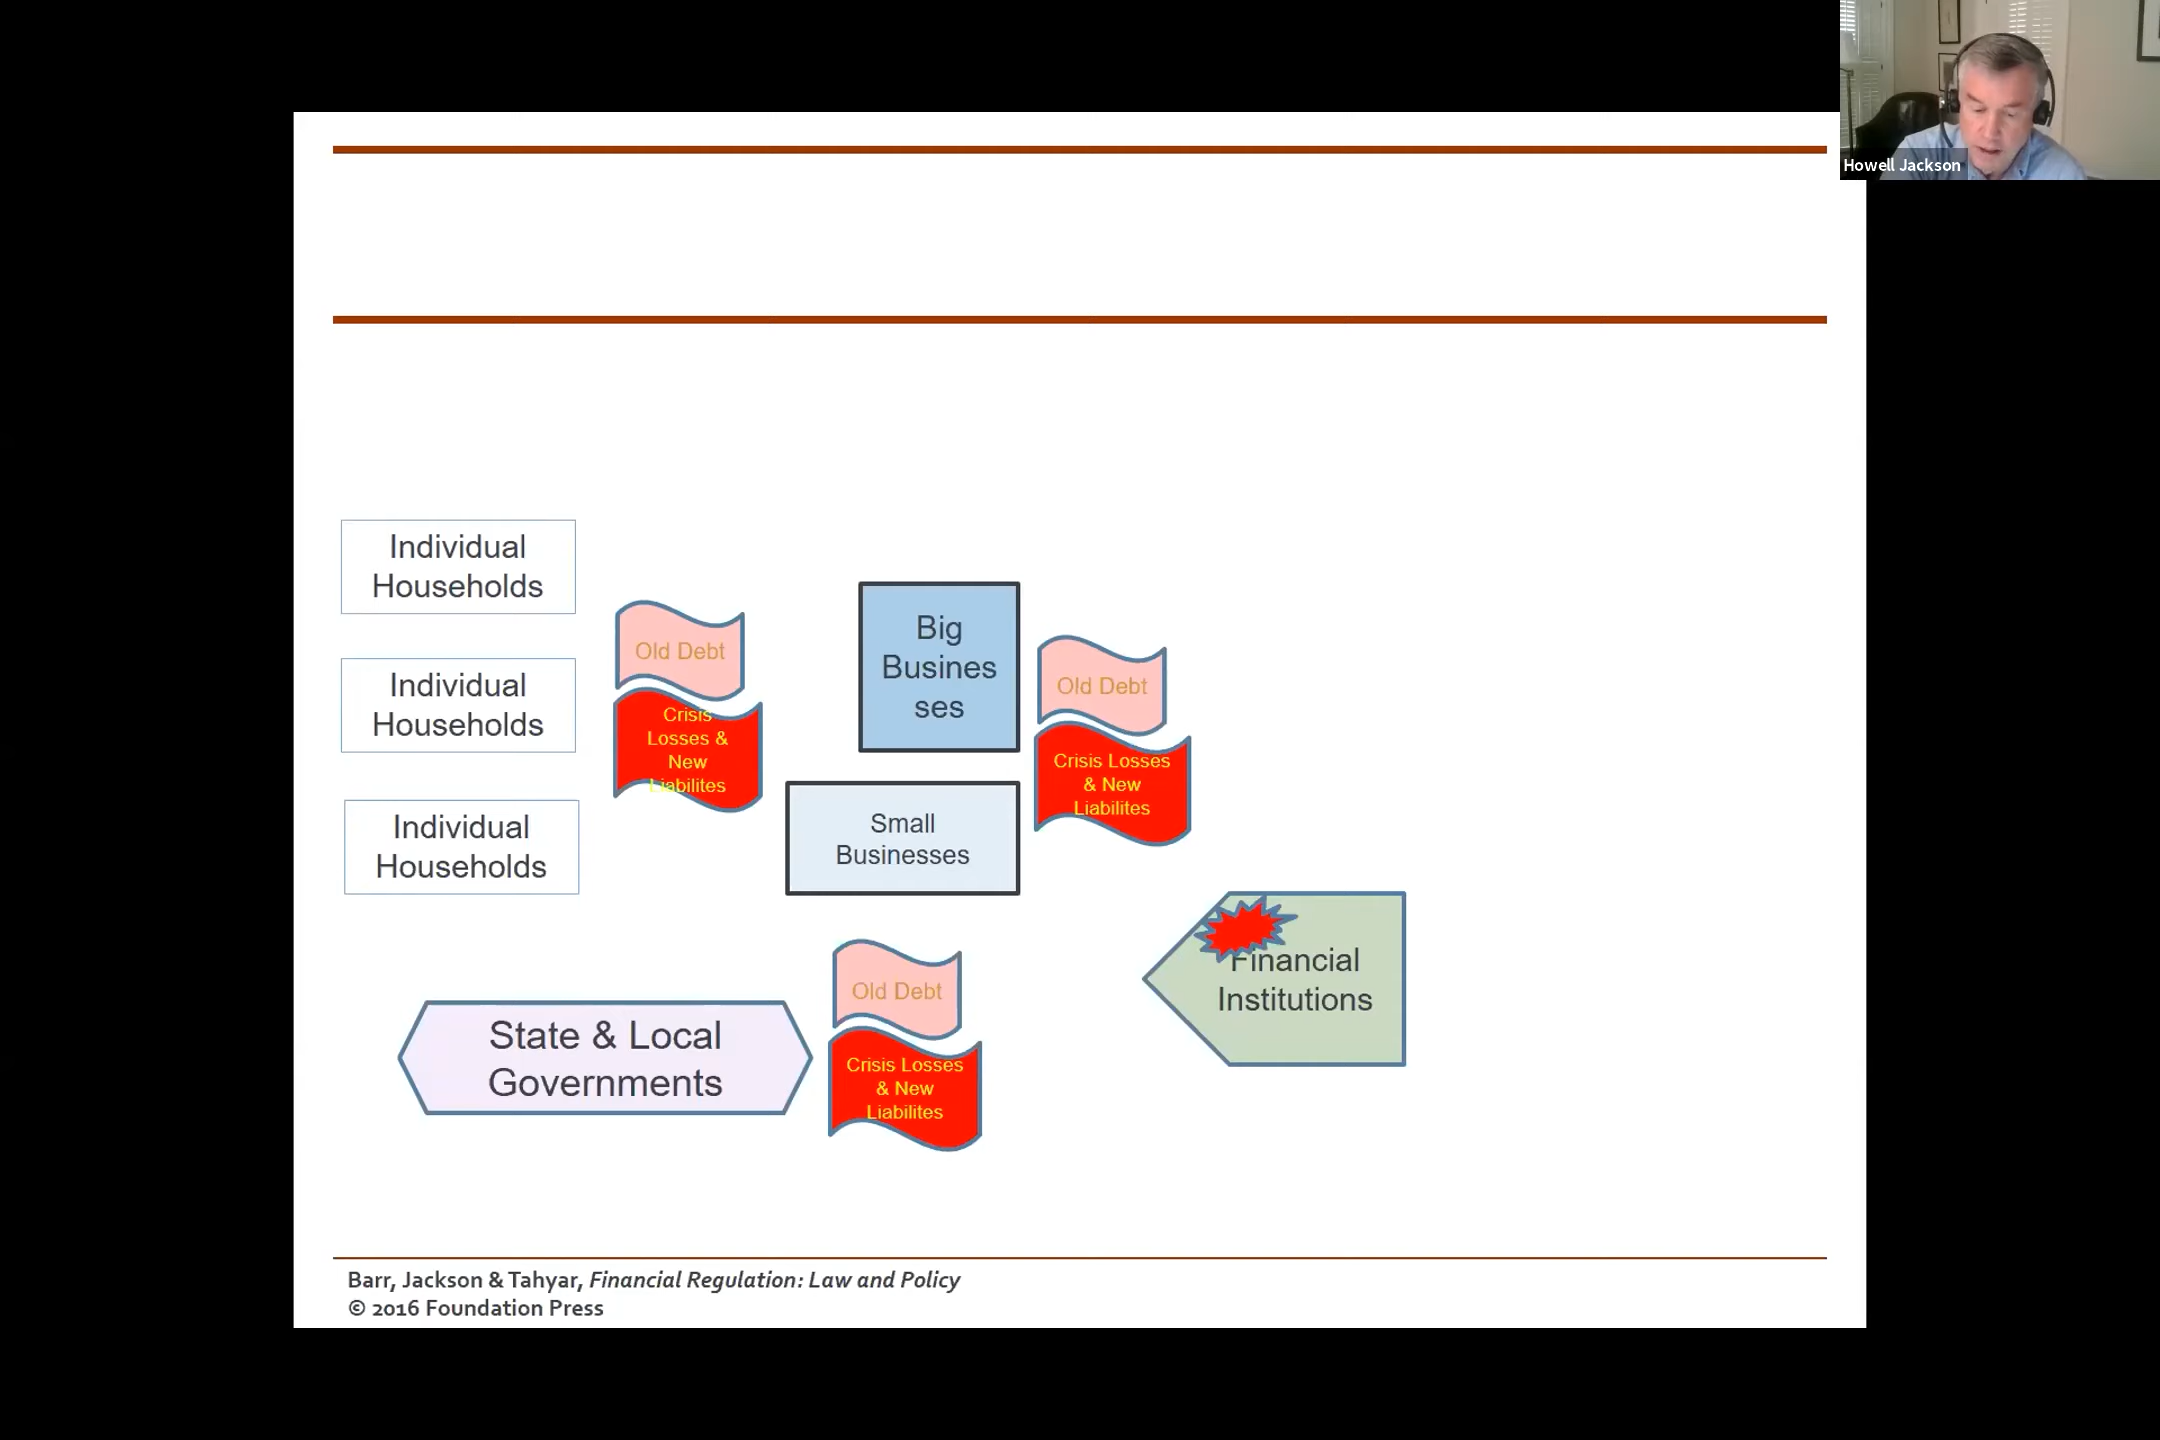 Howell Jackson
Individual
Households
Individual
Households
Individual
Households
Old Debt
Crisis
Losses &
New
Liabilites
Big
Busines
ses
Small
Businesses
Old Debt
Crisis Losses
& New
Liabilites
State & Local
Governments
Old Debt
Crisis Losses
& New
Liabilites
Financial
Institutions
Barr, Jackson & Tahyar, Financial Regulation: Law and Policy
© 2016 Foundation Press